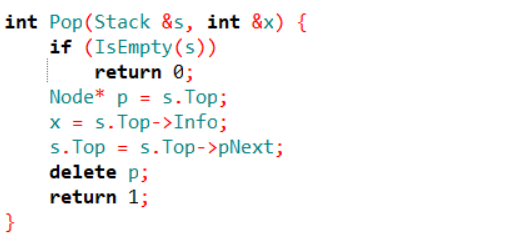 int Pop(Stack &s, int &x) {
    if (IsEmpty(s))
        return 0;
    Node* p = s.Top;
    x = s.Top->Info;
    s.Top = s.Top->pNext;
    delete p;
    return 1;
}